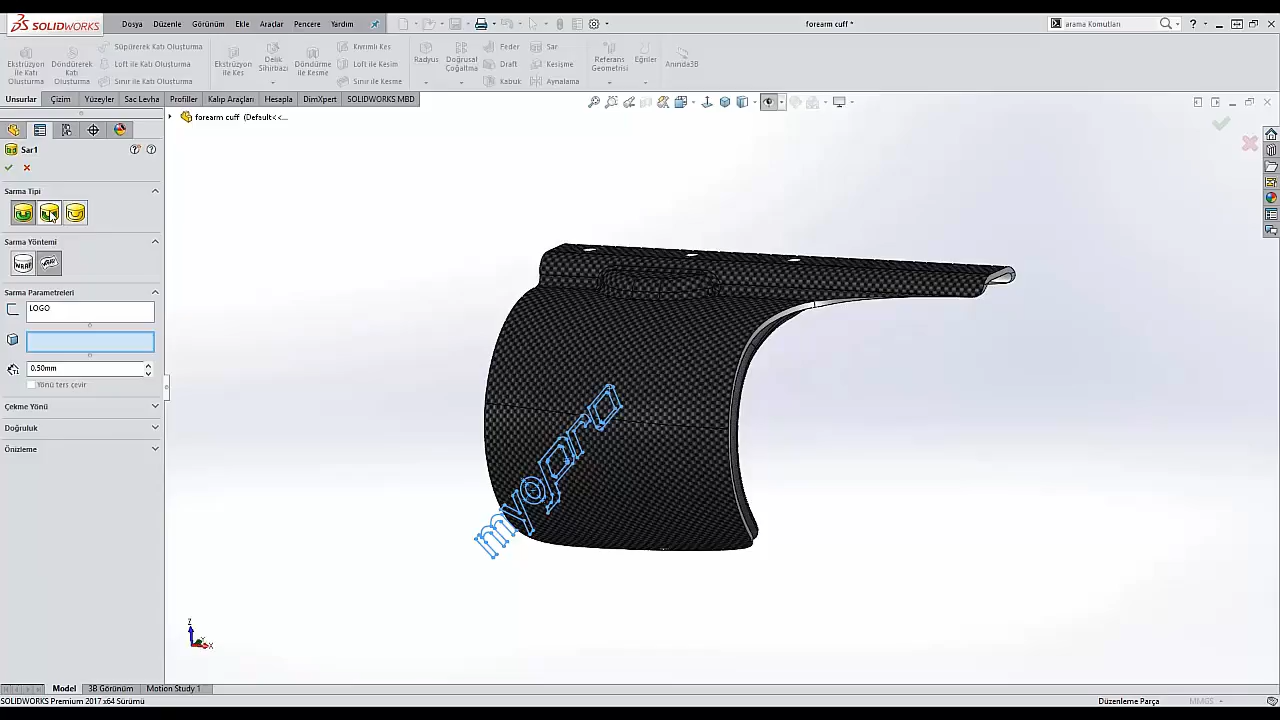 SOLIDWORKS Dosya Düzenle Görünüm Ekle Araçlar Pencere Yardım forearm cuff * arama Komutları
Ekstrüzyon ile Katı Oluşturma
Döndürerek Katı Oluşturma
Süpürerek Katı Oluşturma
Loft ile Katı Oluşturma
Sınır ile Katı Oluşturma
Ekstrüzyon ile Kes
Delik Sihirbazı
Döndürme ile Kesme
Loft ile Kesim
Sınır ile Kesme
Radyus
Doğrusal Çoğaltma
Feder
Draft
Kabuk
Sar
Kesişme
Aynalama
Referans Geometrisi
Eğriler
Anında3B
Unsurlar Çizim Yüzeyler Sac Levha Profiller Kalıp Araçları Hesapla DimXpert SOLIDWORKS MBD
forearm cuff (Default<<...
Sar1
Sarma Tipi
Sarma Yöntemi
Sarma Parametreleri
LOGO
0.50mm
Yönü ters çevir
Çekme Yönü
Doğruluk
Önizleme
myopro
Z
X
Model 3B Görünüm Motion Study 1
SOLIDWORKS Premium 2017 x64 Sürümü Düzenleme Parça MMGS